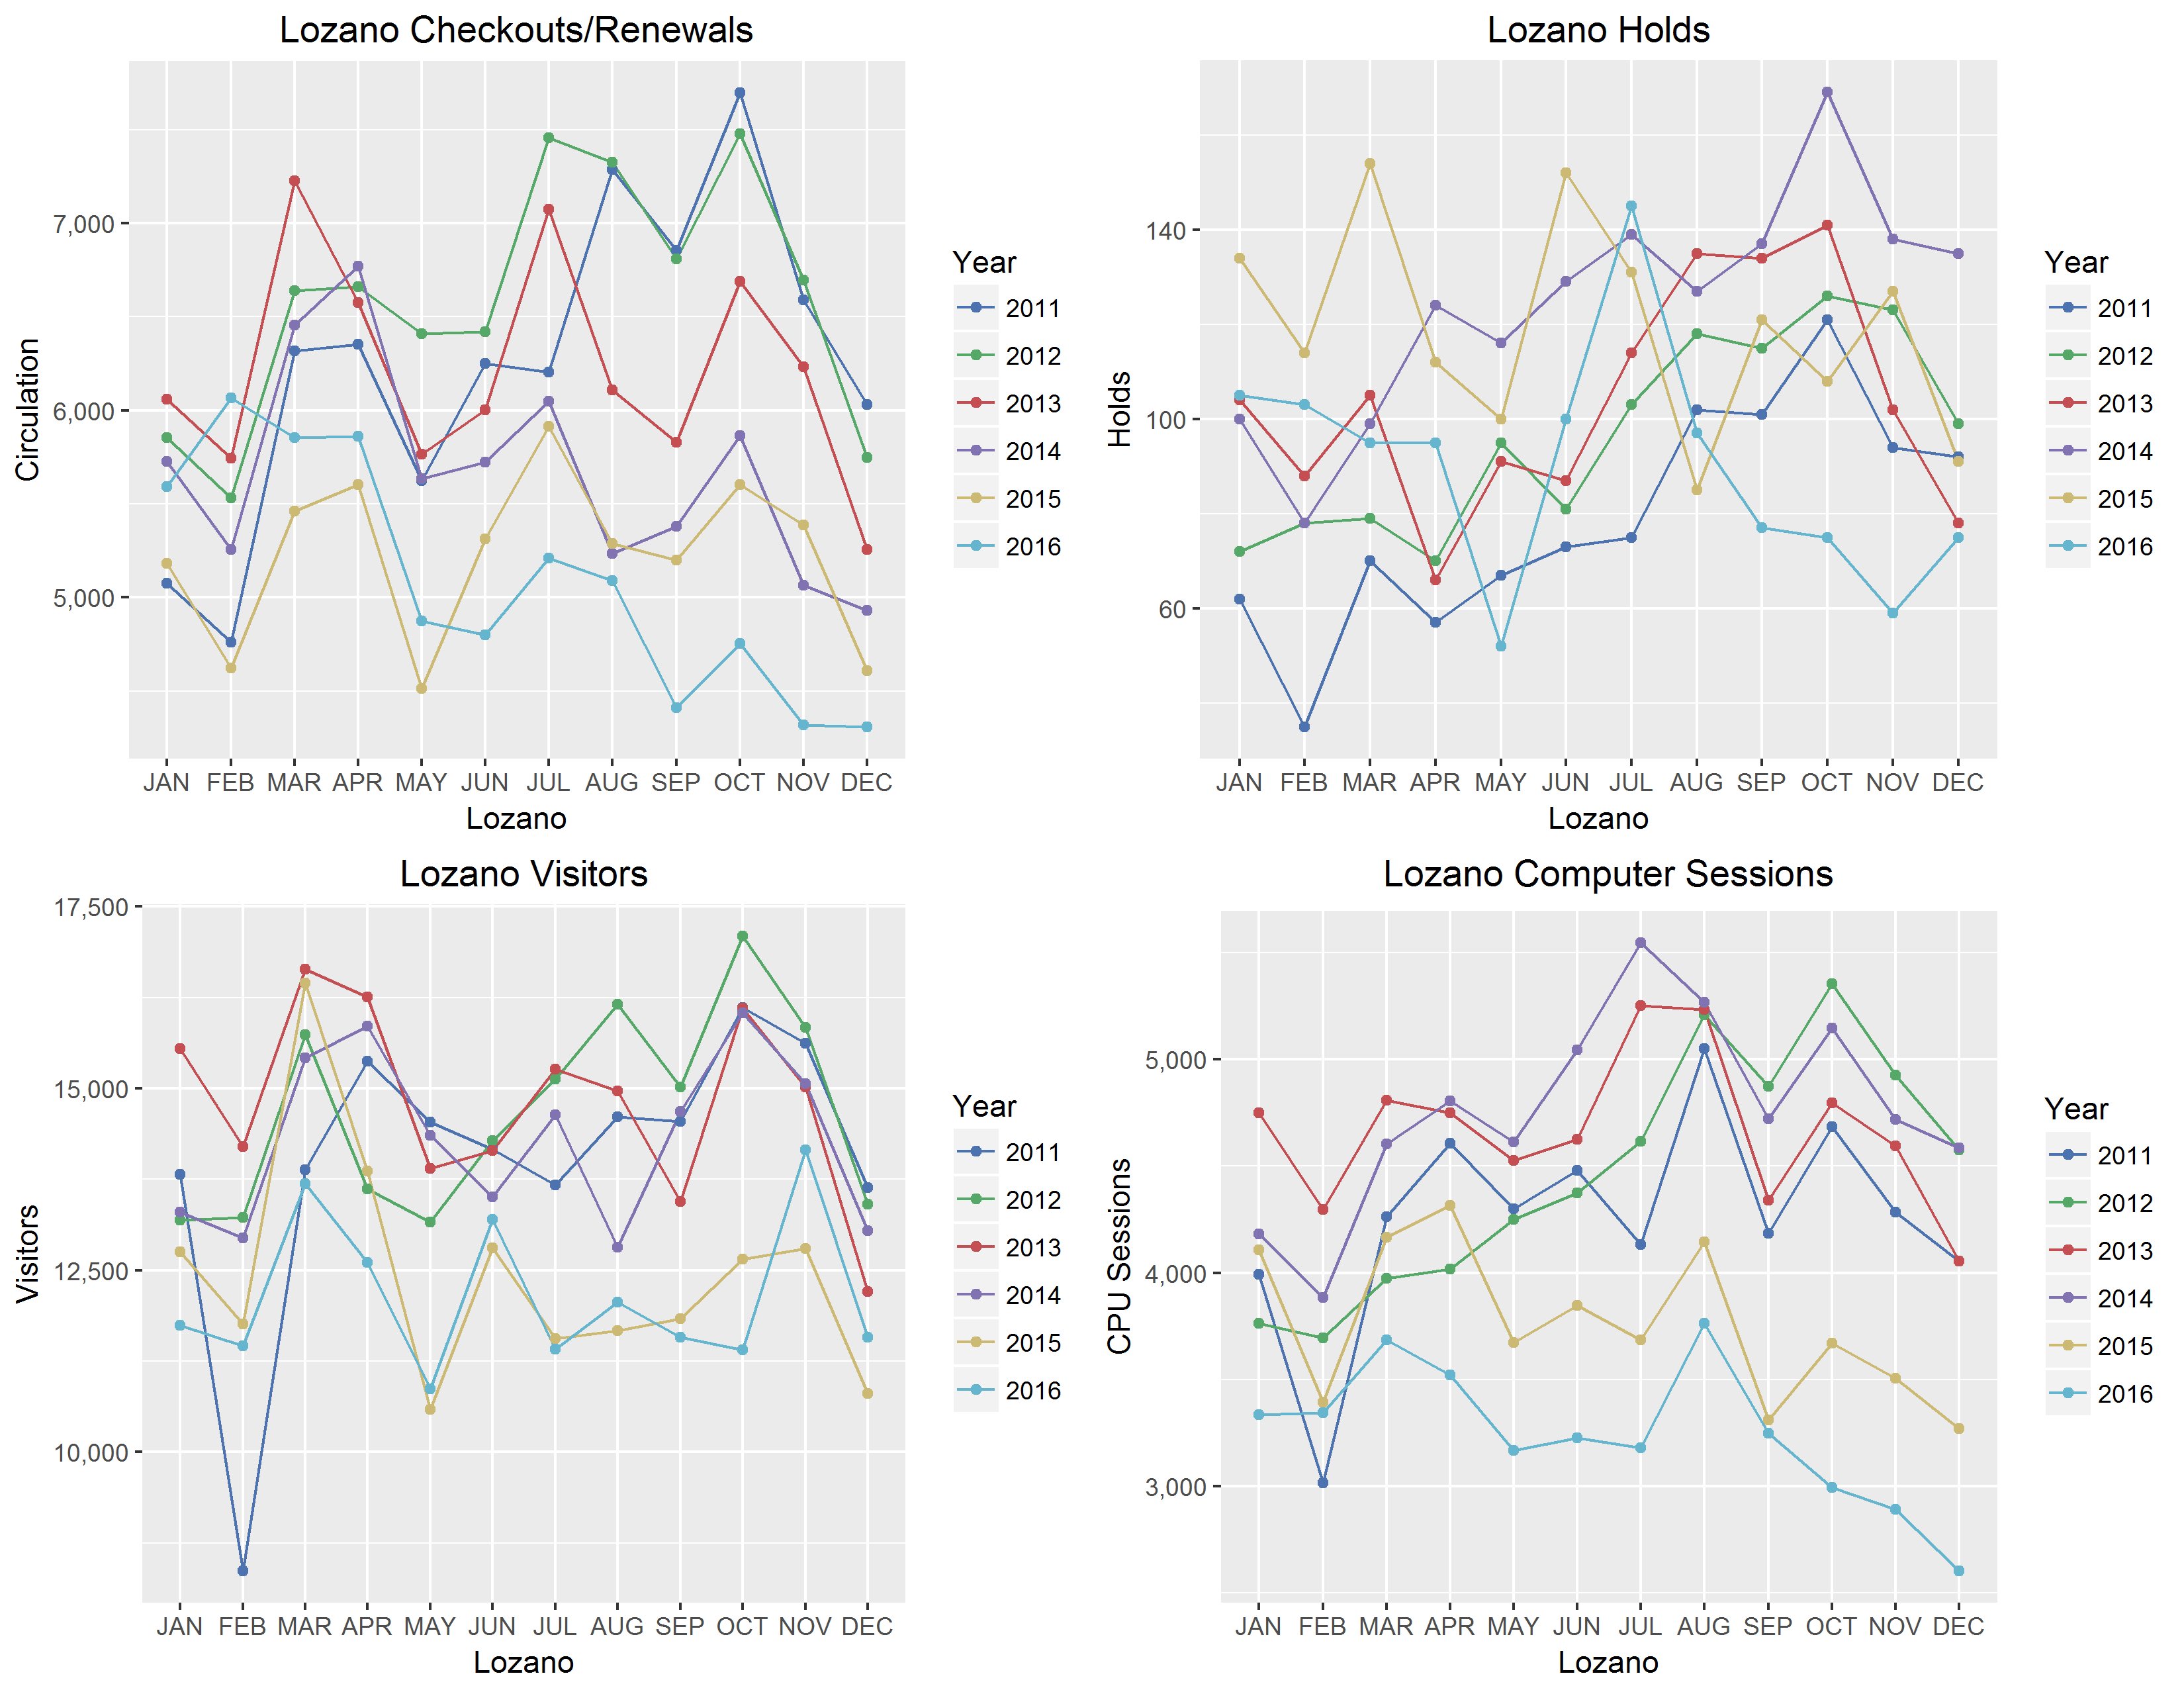 Lozano Checkouts/Renewals
Circulation
7,000
6,000
5,000
JAN FEB MAR APR MAY JUN JUL AUG SEP OCT NOV DEC
Lozano
Year
2011
2012
2013
2014
2015
2016
Lozano Holds
Holds
140
100
60
JAN FEB MAR APR MAY JUN JUL AUG SEP OCT NOV DEC
Lozano
Year
2011
2012
2013
2014
2015
2016
Lozano Visitors
Visitors
17,500
15,000
12,500
10,000
JAN FEB MAR APR MAY JUN JUL AUG SEP OCT NOV DEC
Lozano
Year
2011
2012
2013
2014
2015
2016
Lozano Computer Sessions
CPU Sessions
5,000
4,000
3,000
JAN FEB MAR APR MAY JUN JUL AUG SEP OCT NOV DEC
Lozano
Year
2011
2012
2013
2014
2015
2016